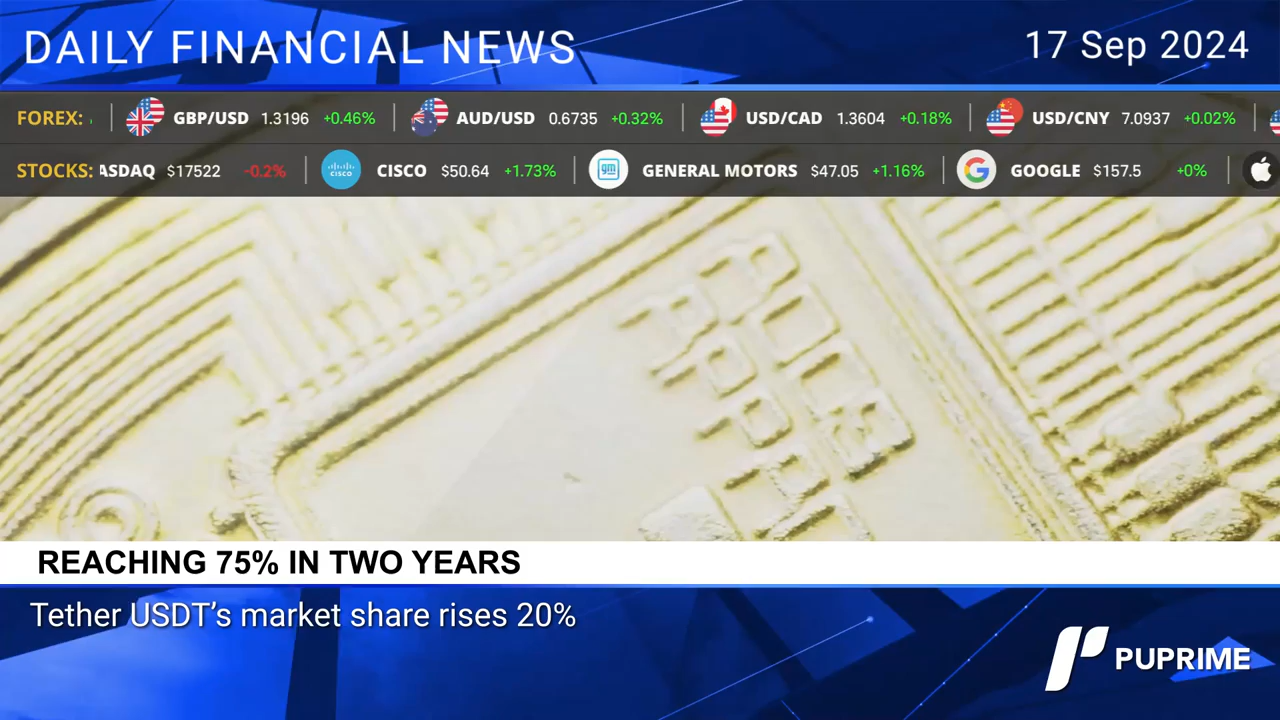 DAILY FINANCIAL NEWS
17 Sep 2024
FOREX: GBP/USD 1.3196 +0.46% AUD/USD 0.6735 +0.32% USD/CAD 1.3604 +0.18% USD/CNY 7.0937 +0.02%
STOCKS: ASDAQ $17522 -0.2% CISCO $50.64 +1.73% GENERAL MOTORS $47.05 +1.16% GOOGLE $157.5 +0%
REACHING 75% IN TWO YEARS
Tether USDT’s market share rises 20%
PUPRIME